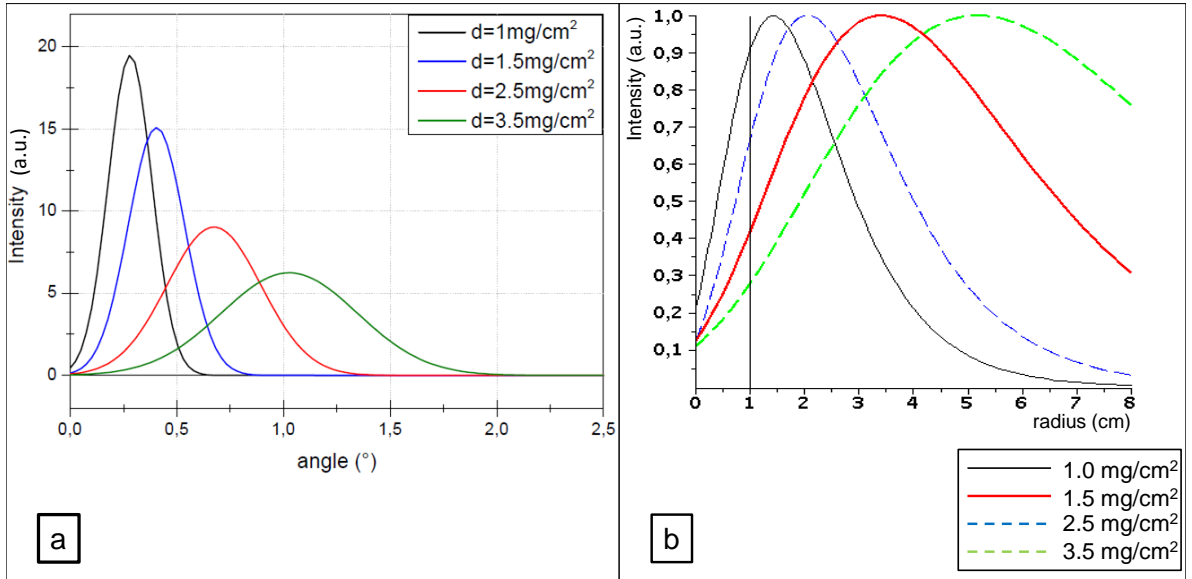 Intensity (a.u.)
20
15
10
5
0
d=1mg/cm²
d=1.5mg/cm²
d=2.5mg/cm²
d=3.5mg/cm²
0,0 0,5 1,0 1,5 2,0 2,5
angle (°)
a
Intensity (a.u.)
1,0
0,9
0,8
0,7
0,6
0,5
0,4
0,3
0,2
0,1
0 1 2 3 4 5 6 7 8
radius (cm)
1.0 mg/cm²
1.5 mg/cm²
2.5 mg/cm²
3.5 mg/cm²
b